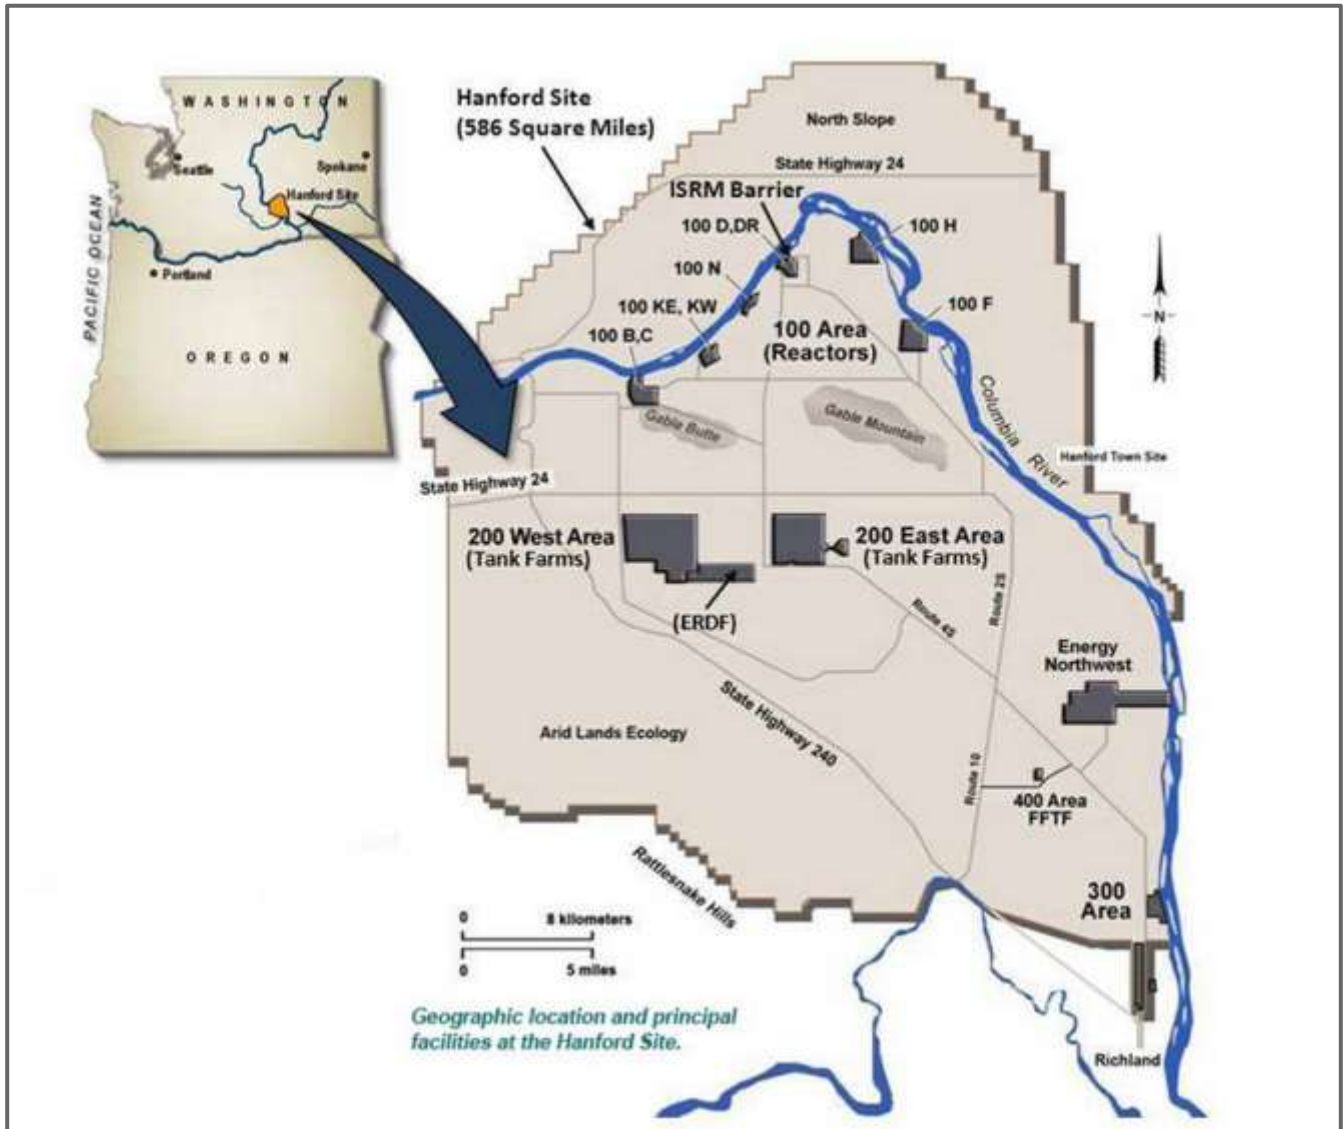 WASHINGTON
Seattle
Spokane
Hanford Site
PACIFIC OCEAN
Portland
OREGON
Hanford Site
(586 Square Miles)
North Slope
State Highway 24
ISRM Barrier
100 D,DR
100 H
100 N
100 KE, KW
100 F
100 B,C
100 Area
(Reactors)
Gable Butte
Gable Mountain
Columbia River
Hanford Town Site
State Highway 24
200 West Area
(Tank Farms)
200 East Area
(Tank Farms)
(ERDF)
Route 2S
Route 4S
Energy
Northwest
State Highway 240
Arid Lands Ecology
Route 10
400 Area
FFTF
Rattlesnake Hills
300
Area
0 8 kilometers
0 5 miles
Richland
Geographic location and principal
facilities at the Hanford Site.
N